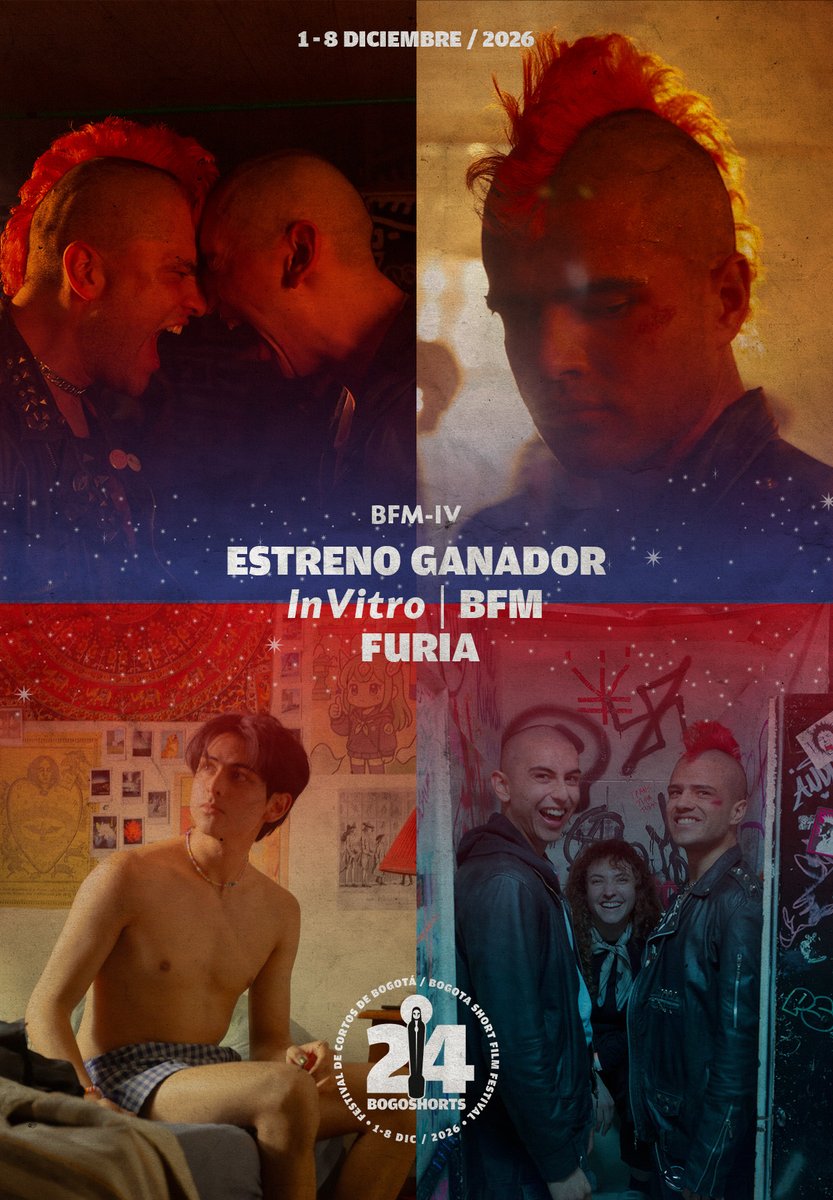 1 - 8 DICIEMBRE / 2026
BFM-IV
ESTRENO GANADOR
InVitro | BFM
FURIA
FESTIVAL DE CORTOS DE BOGOTÁ / BOGOTA SHORT FILM FESTIVAL
24
BOGOSHORTS
• 1-8 DIC / 2026 •